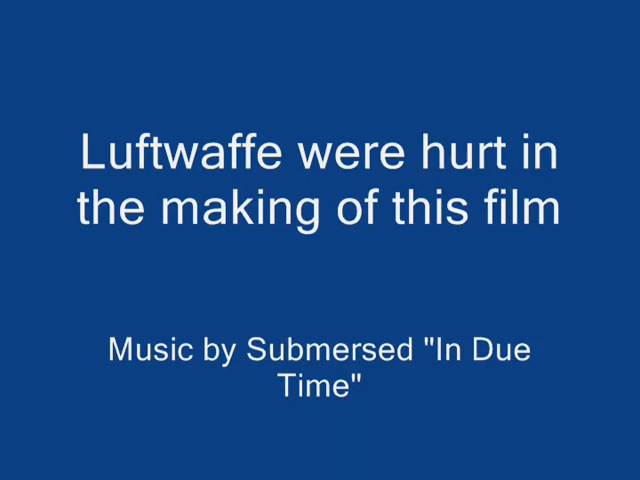 Luftwaffe were hurt in
the making of this film
Music by Submersed "In Due
Time"